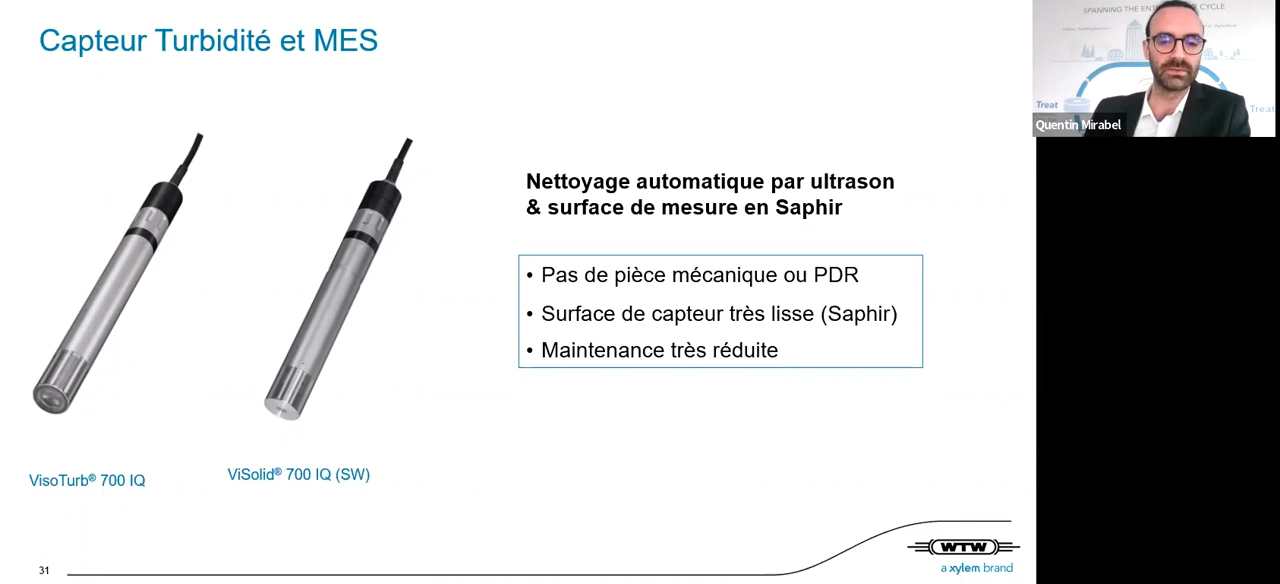 Capteur Turbidité et MES
SPANNING THE ENTIRE CYCLE
Treat
Treat
Quentin Mirabel
Nettoyage automatique par ultrason
& surface de mesure en Saphir
• Pas de pièce mécanique ou PDR
• Surface de capteur très lisse (Saphir)
• Maintenance très réduite
VisoTurb® 700 IQ
ViSolid® 700 IQ (SW)
31
WTW
a xylem brand